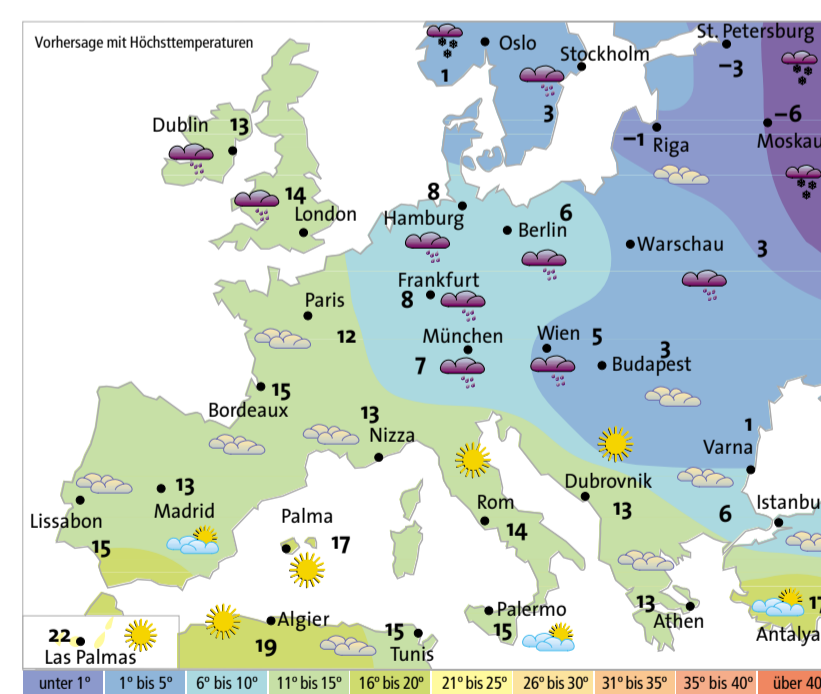 Vorhersage mit Höchsttemperaturen
St. Petersburg
Oslo
Stockholm
1
3
−3
−6
Moskau
−1 Riga
Dublin 13
14
London
8
Hamburg
6
Berlin
Warschau 3
Frankfurt
8
Paris
12
München
7
Wien 5
3
Budapest
15
Bordeaux
13
Nizza
1
Varna
13
Madrid
Lissabon
15
Palma
17
Rom
14
Dubrovnik
13
6
Istanbu
13
Athen
17
Antalya
Palermo
15
15
Tunis
Algier
19
22
Las Palmas
unter 1° 1° bis 5° 6° bis 10° 11° bis 15° 16° bis 20° 21° bis 25° 26° bis 30° 31° bis 35° 35° bis 40° über 40